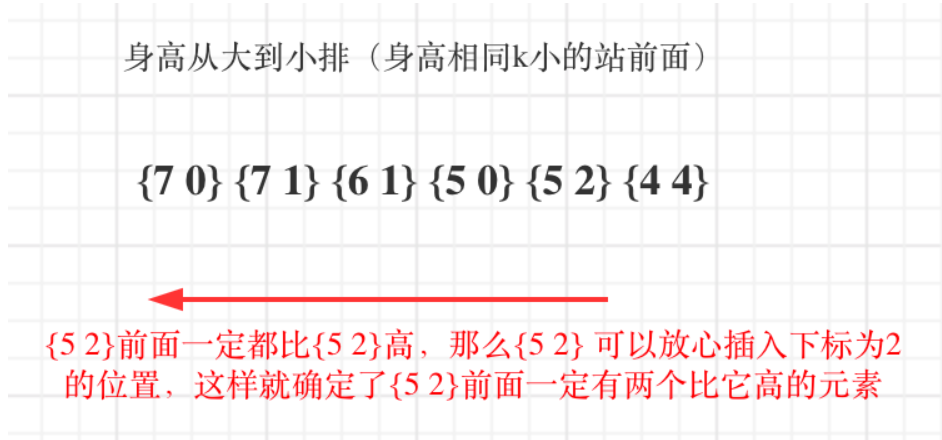 身高从大到小排（身高相同k小的站前面）
{7 0} {7 1} {6 1} {5 0} {5 2} {4 4}
{5 2}前面一定都比{5 2}高，那么{5 2} 可以放心插入下标为2
的位置，这样就确定了{5 2}前面一定有两个比它高的元素